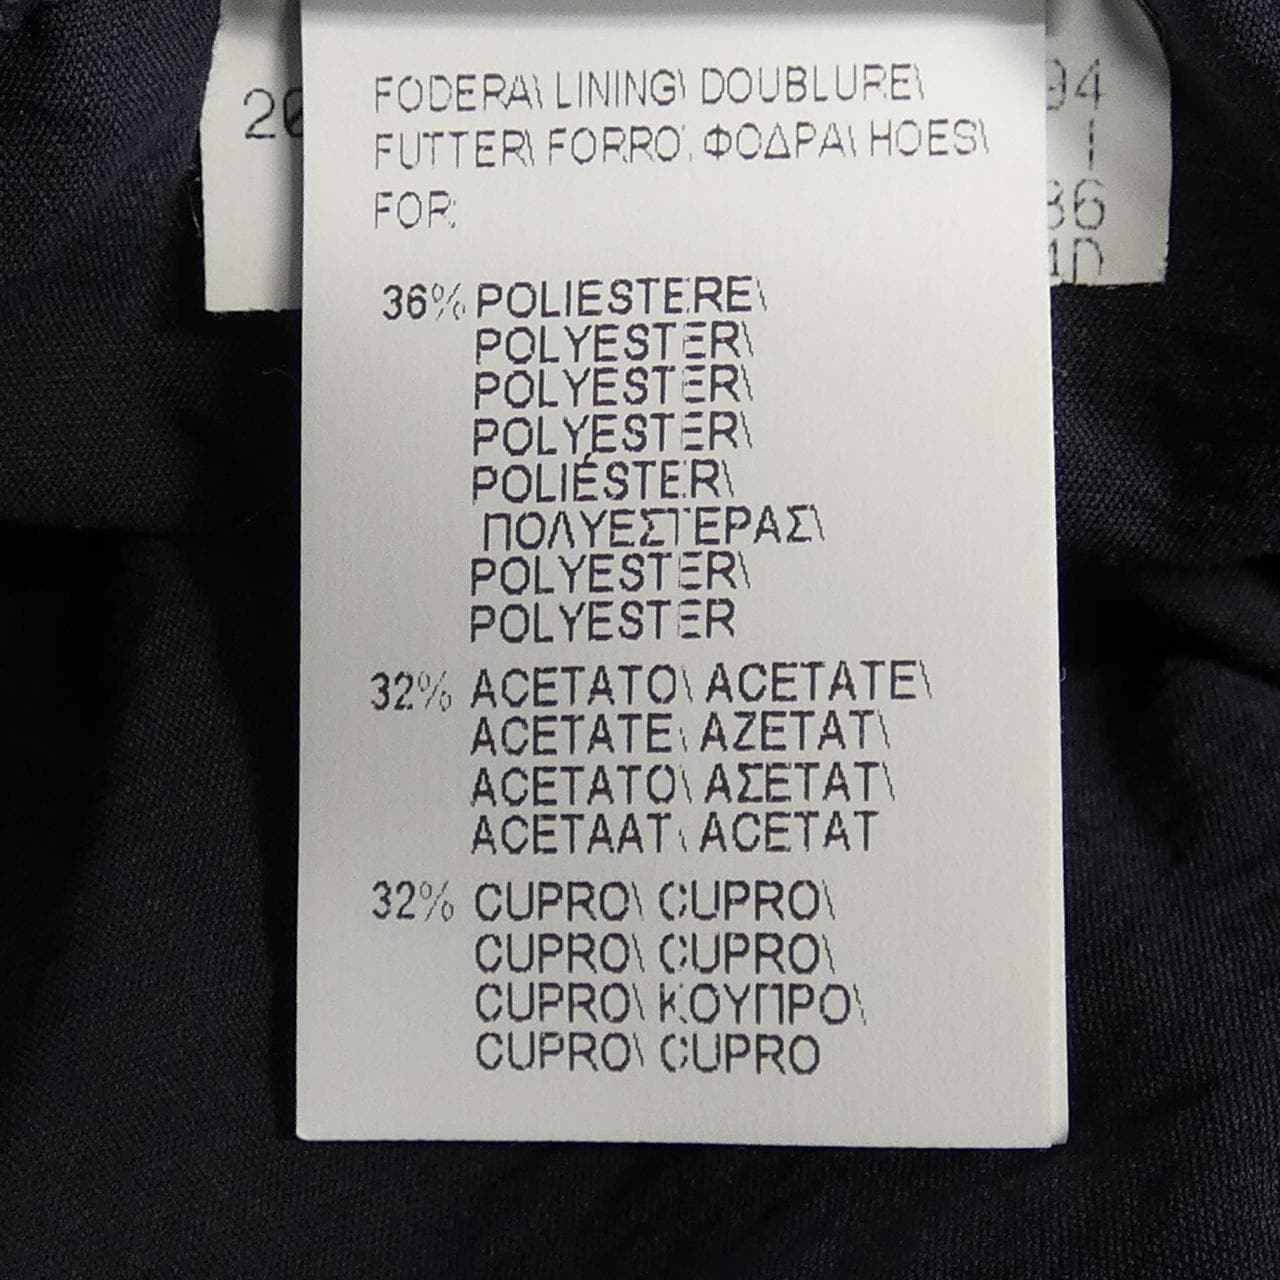 FODERA\ LINING\ DOUBLURE\
FUTTER\ FORRO\ ΦΟΔΡΑ\ HOES\
FOR:
36% POLIESTERE\
POLYESTER\
POLYESTER\
POLYESTER\
POLIÉSTER\
ΠΟΛΥΕΣΤΕΡΑΣ\
POLYESTER\
POLYESTER
32% ACETATO\ ACETATE\
ACETATE\ AZETAT\
ACETATO\ ΑΣΕΤΑΤ\
ACETAAT\ ACETAT
32% CUPRO\ CUPRO\
CUPRO\ CUPRO\
CUPRO\ ΚΟΥΠΡΟ\
CUPRO\ CUPRO